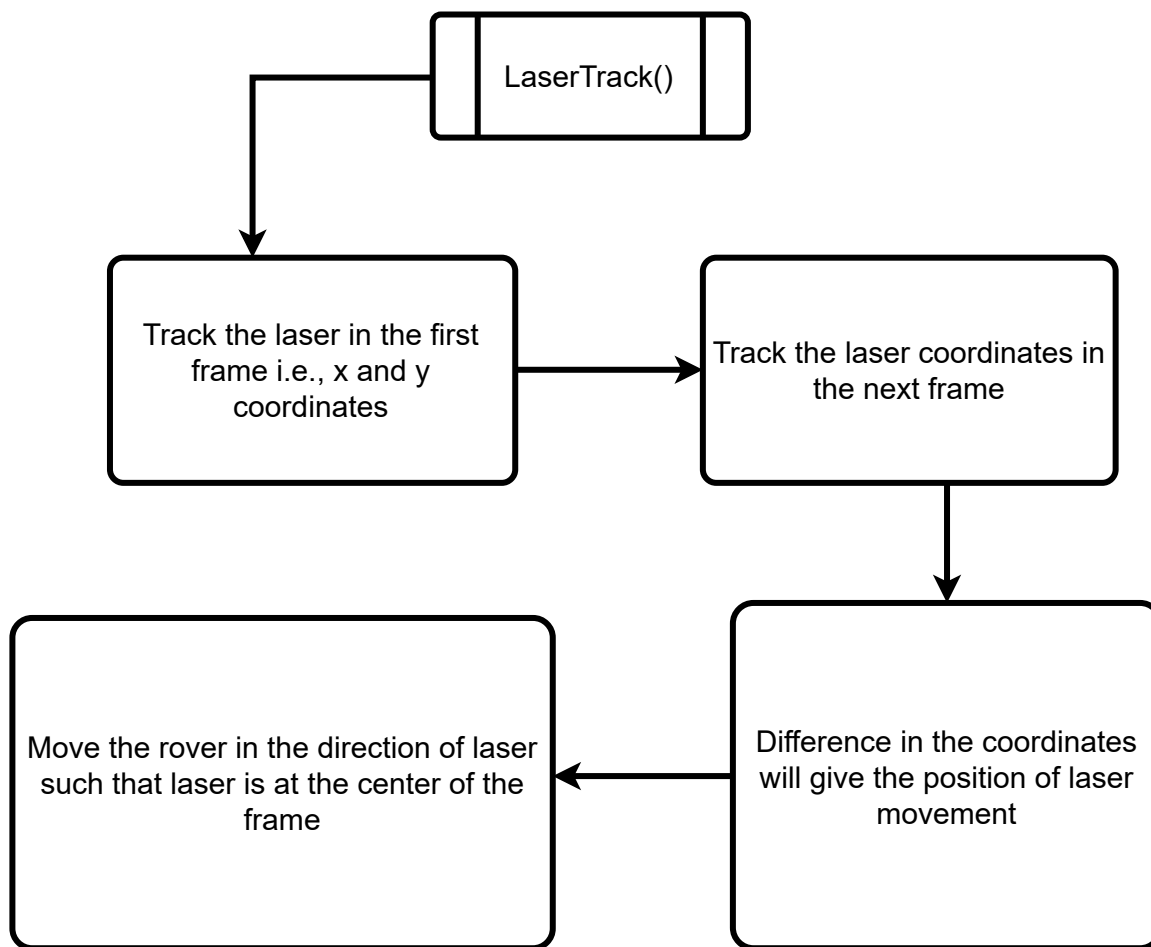 LaserTrack()
Track the laser in the first
frame i.e., x and y
coordinates
Track the laser coordinates in
the next frame
Difference in the coordinates
will give the position of laser
movement
Move the rover in the direction of laser
such that laser is at the center of the
frame